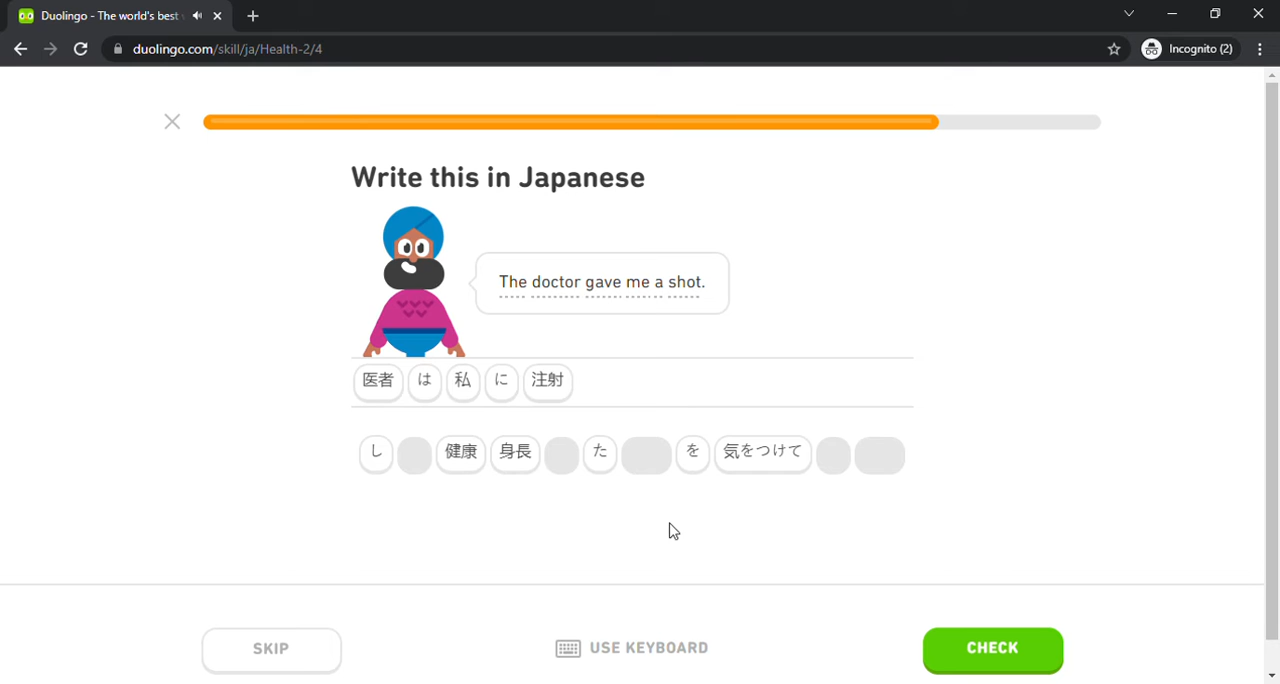 Duolingo - The world's best
duolingo.com/skill/ja/Health-2/4
Incognito (2)
Write this in Japanese
The doctor gave me a shot.
医者 は 私 に 注射
し 健康 身長 た を 気をつけて
SKIP
USE KEYBOARD
CHECK